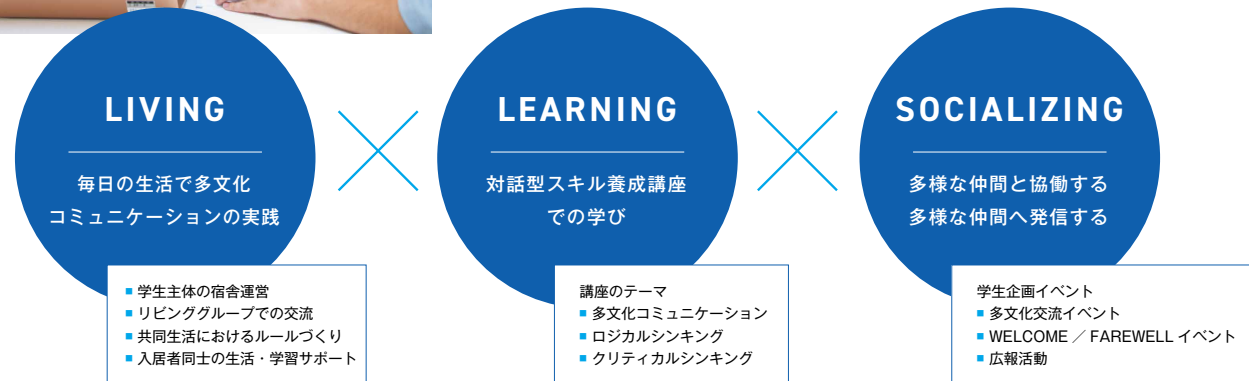 LIVING
毎日の生活で多文化
コミュニケーションの実践
■ 学生主体の宿舎運営
■ リビンググループでの交流
■ 共同生活におけるルールづくり
■ 入居者同士の生活・学習サポート
LEARNING
対話型スキル養成講座
での学び
講座のテーマ
■ 多文化コミュニケーション
■ ロジカルシンキング
■ クリティカルシンキング
SOCIALIZING
多様な仲間と協働する
多様な仲間へ発信する
学生企画イベント
■ 多文化交流イベント
■ WELCOME ／ FAREWELL イベント
■ 広報活動